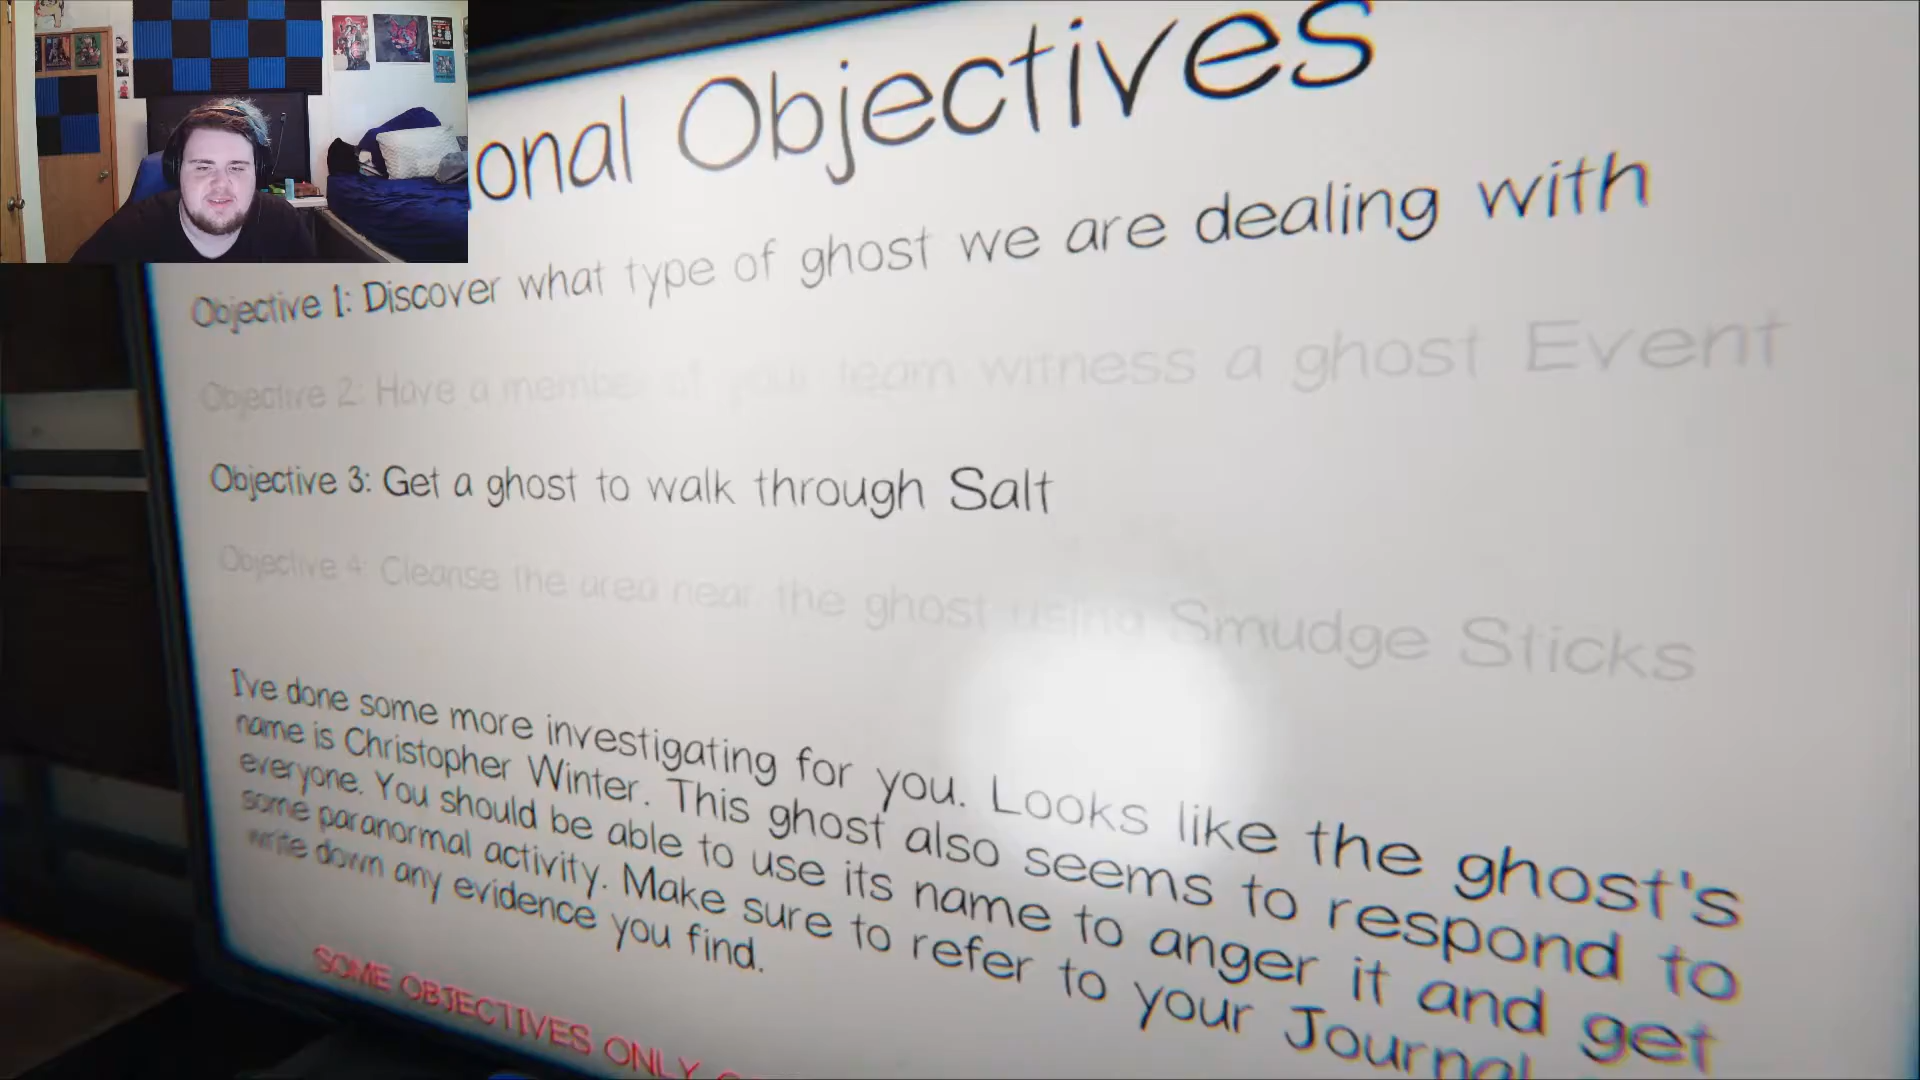 onal Objectives
Objective 1: Discover what type of ghost we are dealing with
Objective 2: Have a member of your team witness a ghost Event
Objective 3: Get a ghost to walk through Salt
Objective 4: Cleanse the area near the ghost using Smudge Sticks
I've done some more investigating for you. Looks like the ghost's
name is Christopher Winter. This ghost also seems to respond to
everyone. You should be able to use its name to anger it and get
some paranormal activity. Make sure to refer to your Journal
write down any evidence you find.
SOME OBJECTIVES ONLY